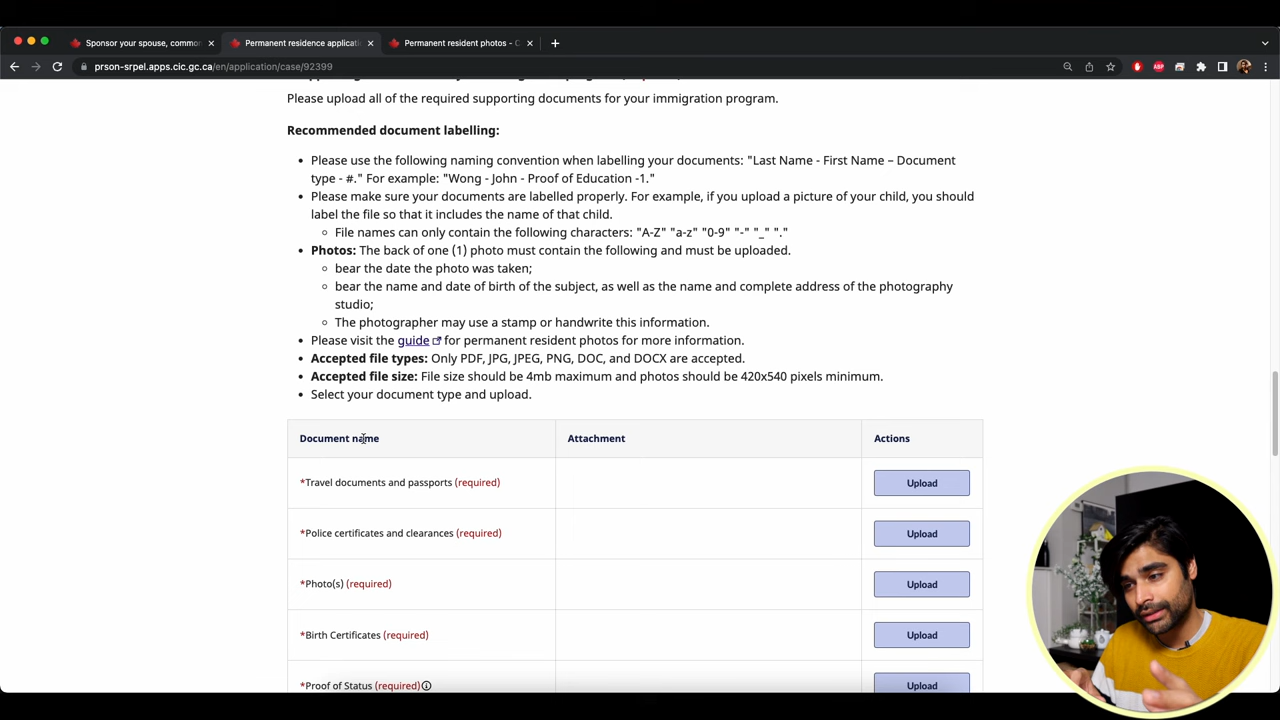 Sponsor your spouse, common
Permanent residence applicati
Permanent resident photos - C
prson-srpel.apps.cic.gc.ca/en/application/case/92399
Please upload all of the required supporting documents for your immigration program.
Recommended document labelling:
Please use the following naming convention when labelling your documents: "Last Name - First Name – Document
type - #." For example: "Wong - John - Proof of Education -1."
Please make sure your documents are labelled properly. For example, if you upload a picture of your child, you should
label the file so that it includes the name of that child.
File names can only contain the following characters: "A-Z" "a-z" "0-9" "-" "_" "."
Photos: The back of one (1) photo must contain the following and must be uploaded.
bear the date the photo was taken;
bear the name and date of birth of the subject, as well as the name and complete address of the photography
studio;
The photographer may use a stamp or handwrite this information.
Please visit the guide for permanent resident photos for more information.
Accepted file types: Only PDF, JPG, JPEG, PNG, DOC, and DOCX are accepted.
Accepted file size: File size should be 4mb maximum and photos should be 420x540 pixels minimum.
Select your document type and upload.
Document name Attachment Actions
*Travel documents and passports (required) Upload
*Police certificates and clearances (required) Upload
*Photo(s) (required) Upload
*Birth Certificates (required) Upload
*Proof of Status (required) Upload